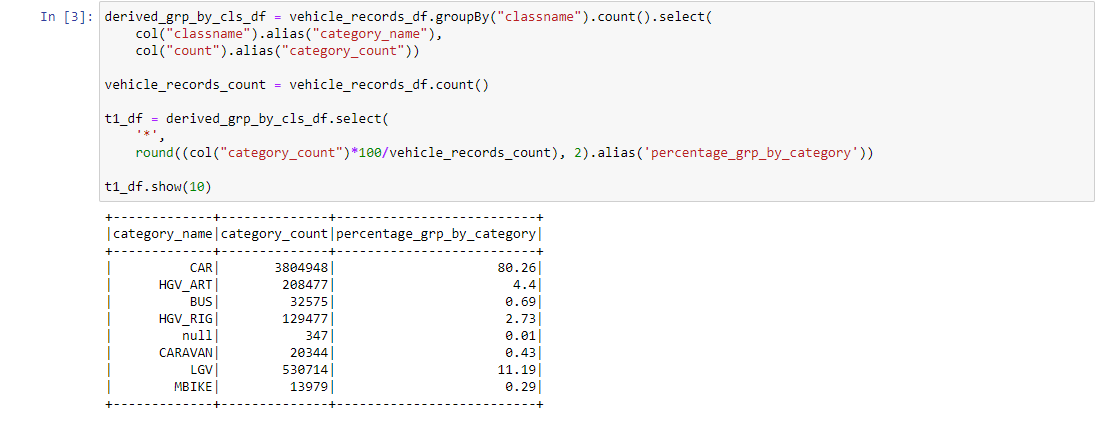 In [3]: derived_grp_by_cls_df = vehicle_records_df.groupBy("classname").count().select(
    col("classname").alias("category_name"),
    col("count").alias("category_count"))

vehicle_records_count = vehicle_records_df.count()

t1_df = derived_grp_by_cls_df.select(
    '*',
    round((col("category_count")*100/vehicle_records_count), 2).alias('percentage_grp_by_category'))

t1_df.show(10)
+-------------+--------------+--------------------------+
|category_name|category_count|percentage_grp_by_category|
+-------------+--------------+--------------------------+
|          CAR|       3804948|                     80.26|
|      HGV_ART|        208477|                       4.4|
|          BUS|         32575|                      0.69|
|      HGV_RIG|        129477|                      2.73|
|         null|           347|                      0.01|
|      CARAVAN|         20344|                      0.43|
|          LGV|        530714|                     11.19|
|        MBIKE|         13979|                      0.29|
+-------------+--------------+--------------------------+